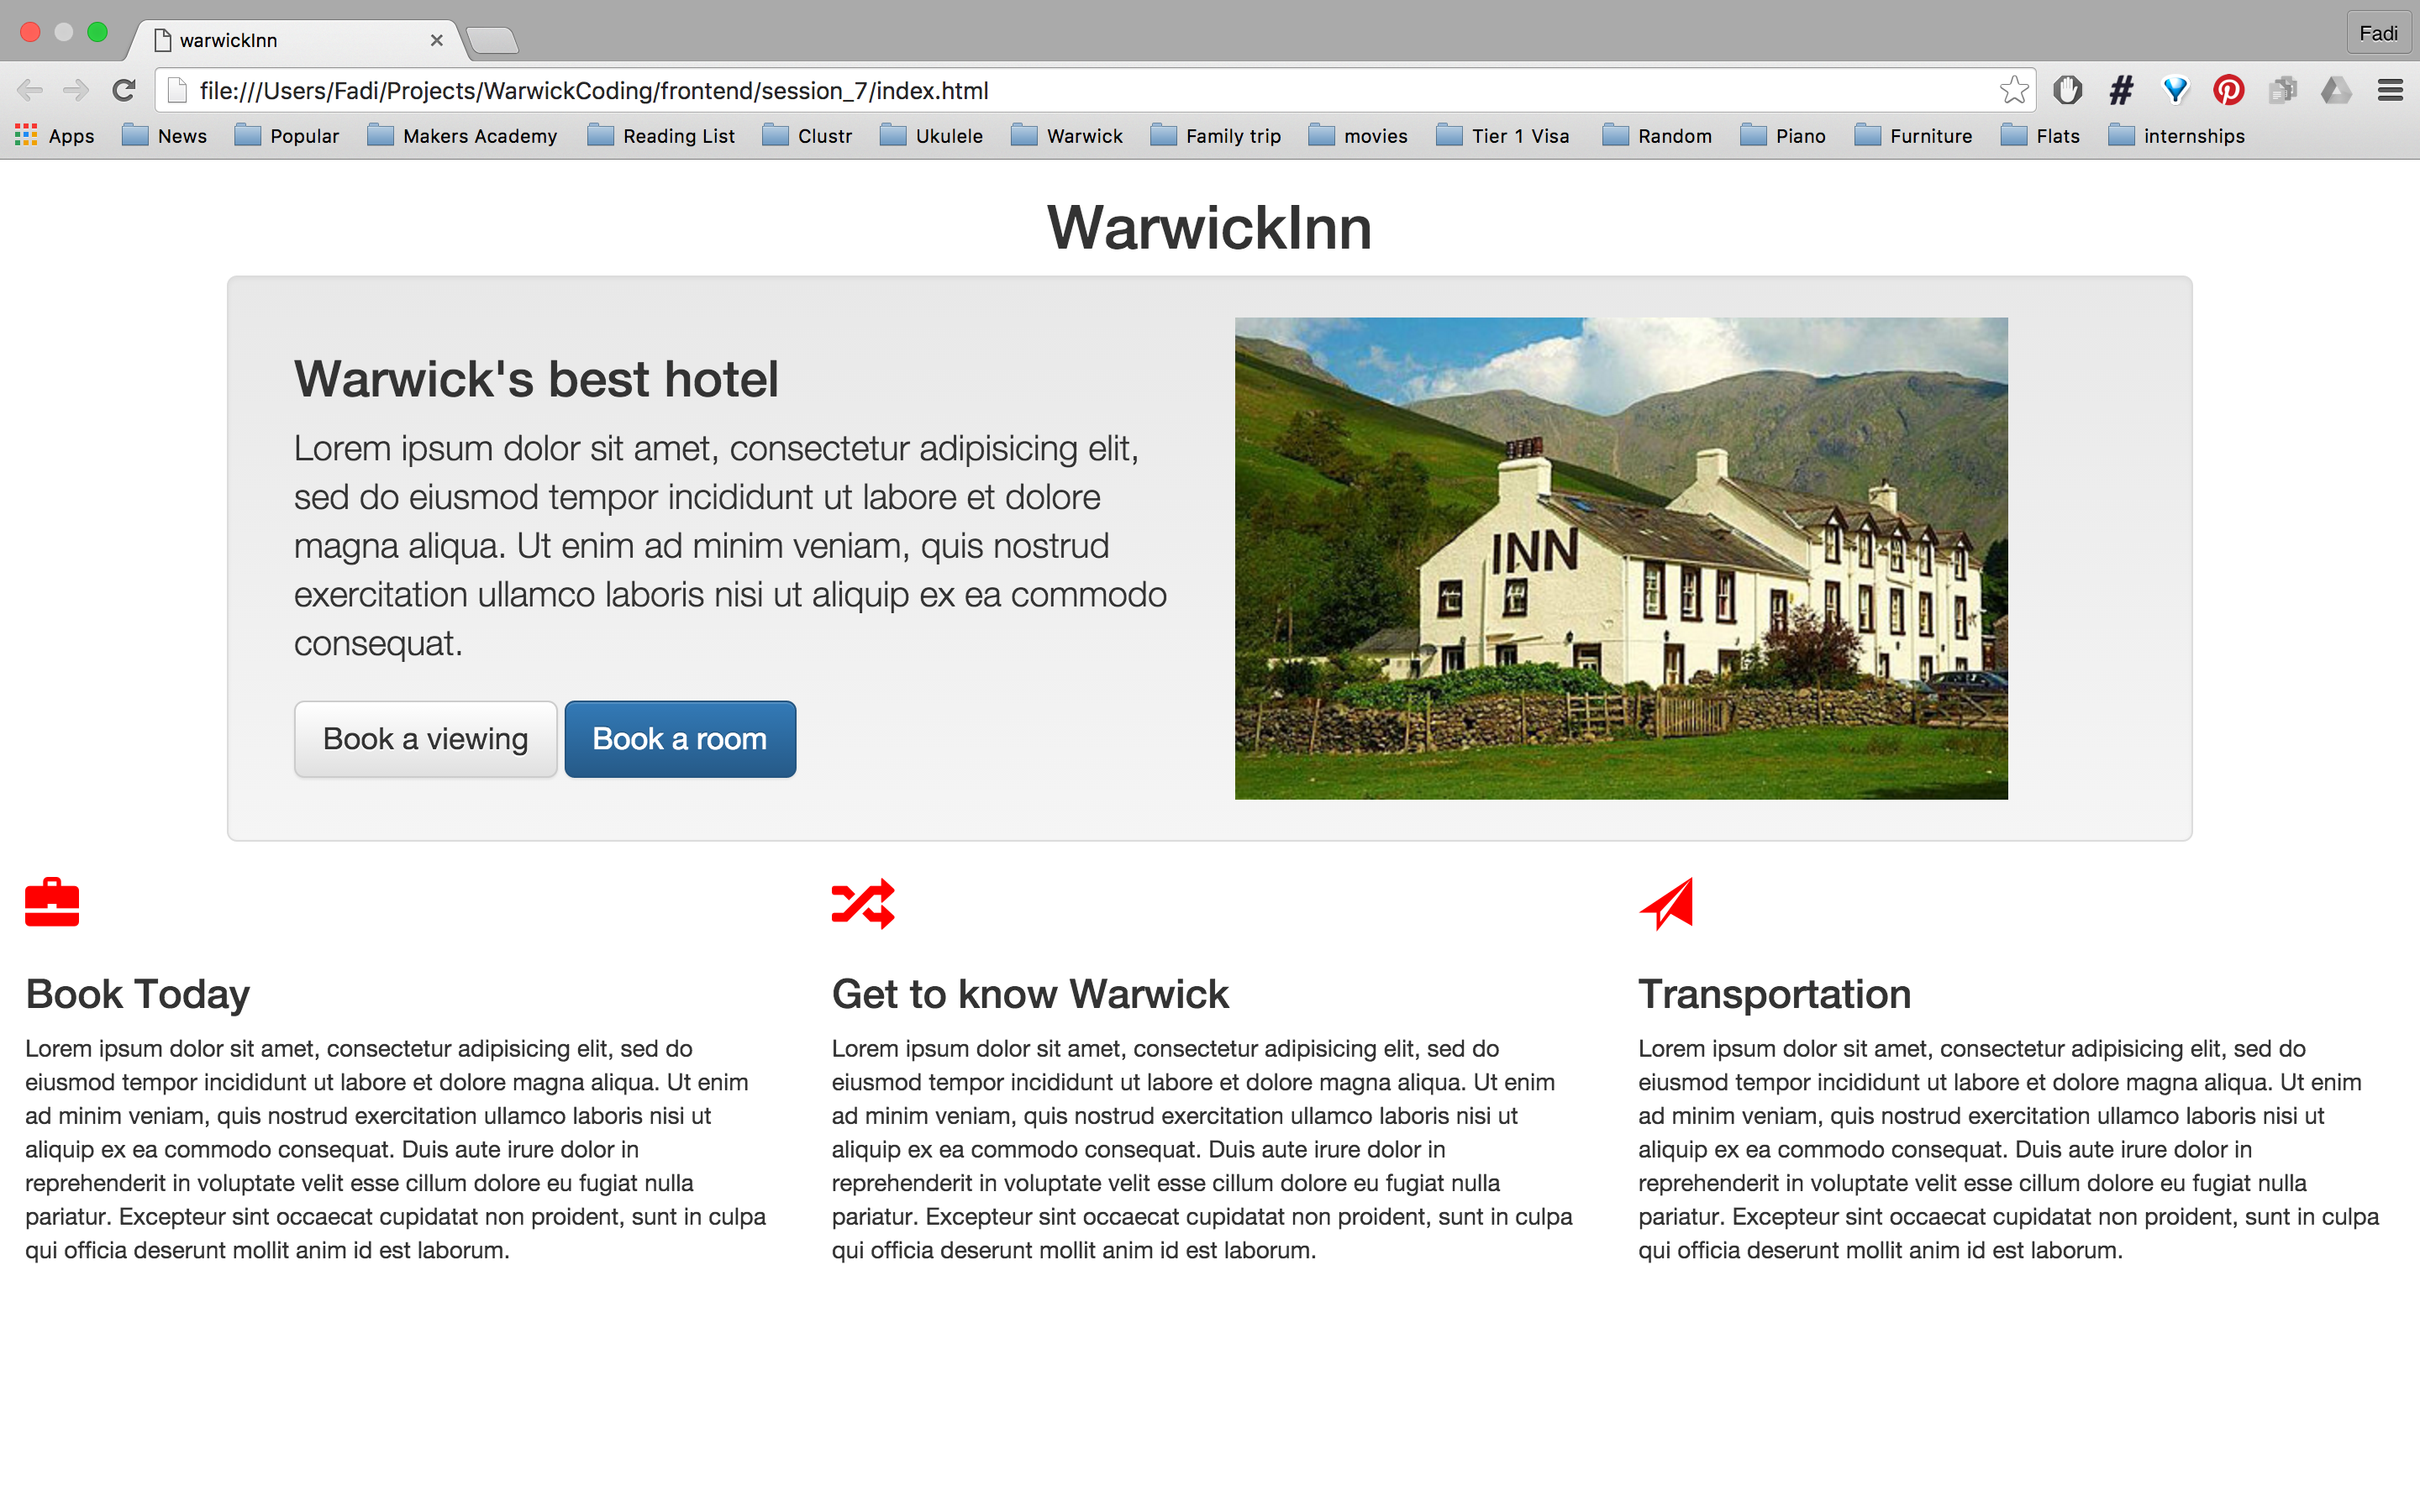 warwickInn
Fadi
file:///Users/Fadi/Projects/WarwickCoding/frontend/session_7/index.html
Apps News Popular Makers Academy Reading List Clustr Ukulele Warwick Family trip movies Tier 1 Visa Random Piano Furniture Flats internships
WarwickInn
Warwick's best hotel
Lorem ipsum dolor sit amet, consectetur adipisicing elit,
sed do eiusmod tempor incididunt ut labore et dolore
magna aliqua. Ut enim ad minim veniam, quis nostrud
exercitation ullamco laboris nisi ut aliquip ex ea commodo
consequat.
Book a viewing Book a room
INN
Book Today
Lorem ipsum dolor sit amet, consectetur adipisicing elit, sed do
eiusmod tempor incididunt ut labore et dolore magna aliqua. Ut enim
ad minim veniam, quis nostrud exercitation ullamco laboris nisi ut
aliquip ex ea commodo consequat. Duis aute irure dolor in
reprehenderit in voluptate velit esse cillum dolore eu fugiat nulla
pariatur. Excepteur sint occaecat cupidatat non proident, sunt in culpa
qui officia deserunt mollit anim id est laborum.
Get to know Warwick
Lorem ipsum dolor sit amet, consectetur adipisicing elit, sed do
eiusmod tempor incididunt ut labore et dolore magna aliqua. Ut enim
ad minim veniam, quis nostrud exercitation ullamco laboris nisi ut
aliquip ex ea commodo consequat. Duis aute irure dolor in
reprehenderit in voluptate velit esse cillum dolore eu fugiat nulla
pariatur. Excepteur sint occaecat cupidatat non proident, sunt in culpa
qui officia deserunt mollit anim id est laborum.
Transportation
Lorem ipsum dolor sit amet, consectetur adipisicing elit, sed do
eiusmod tempor incididunt ut labore et dolore magna aliqua. Ut enim
ad minim veniam, quis nostrud exercitation ullamco laboris nisi ut
aliquip ex ea commodo consequat. Duis aute irure dolor in
reprehenderit in voluptate velit esse cillum dolore eu fugiat nulla
pariatur. Excepteur sint occaecat cupidatat non proident, sunt in culpa
qui officia deserunt mollit anim id est laborum.